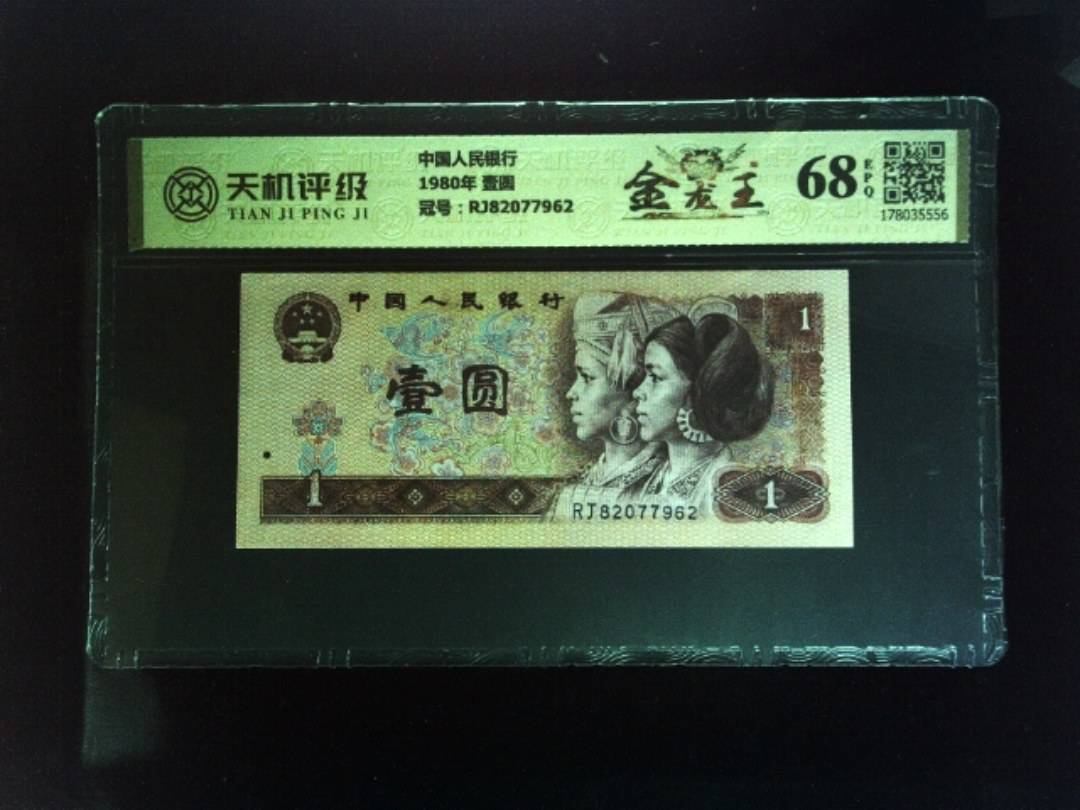 天机评级
TIAN JI PING JI
中国人民银行
1980年 壹圆
冠号：RJ82077962
金龙王
68 EPQ
178035556
中国人民银行
1
壹圆
1
RJ82077962
1